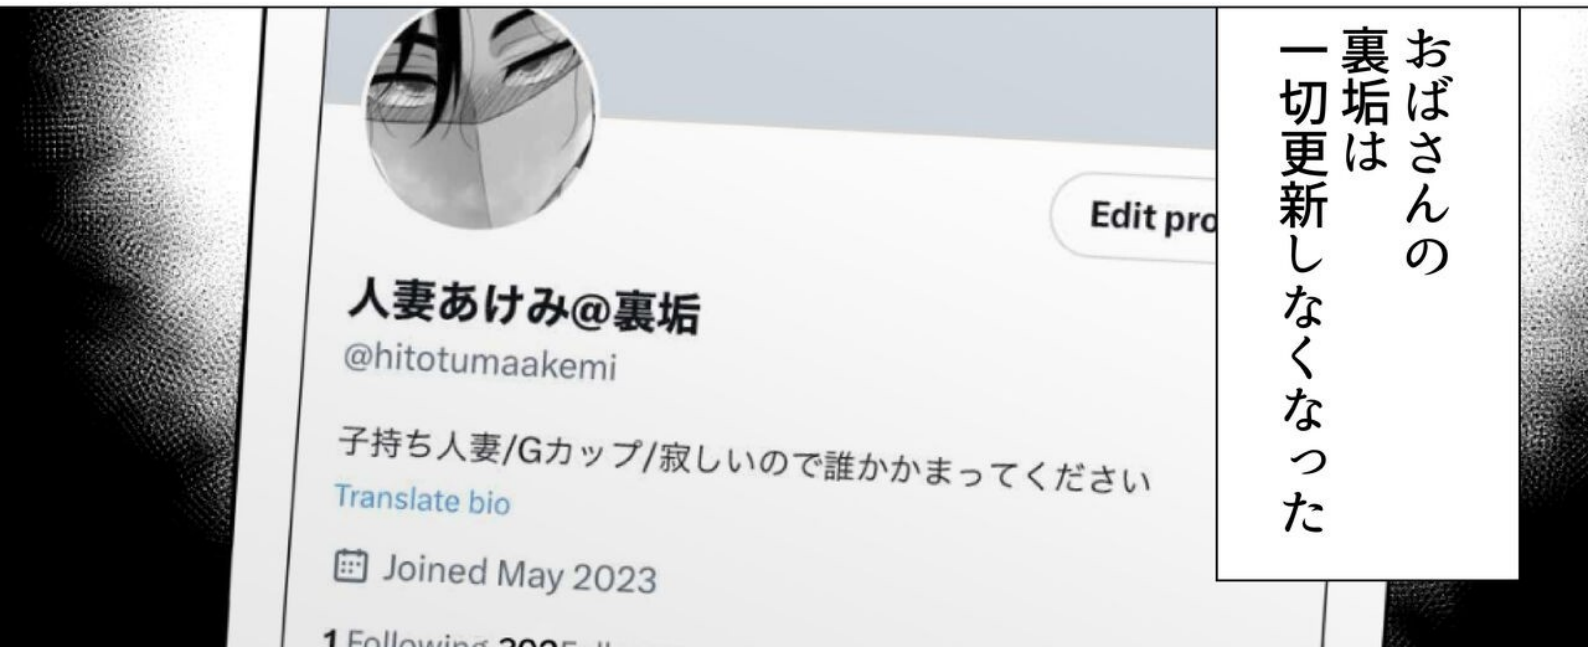 おばさんの
裏垢は
一切更新しなくなった
Edit pro
人妻あけみ@裏垢
@hitotumaakemi
子持ち人妻/Gカップ/寂しいので誰かかまってください
Translate bio
Joined May 2023
1 Following